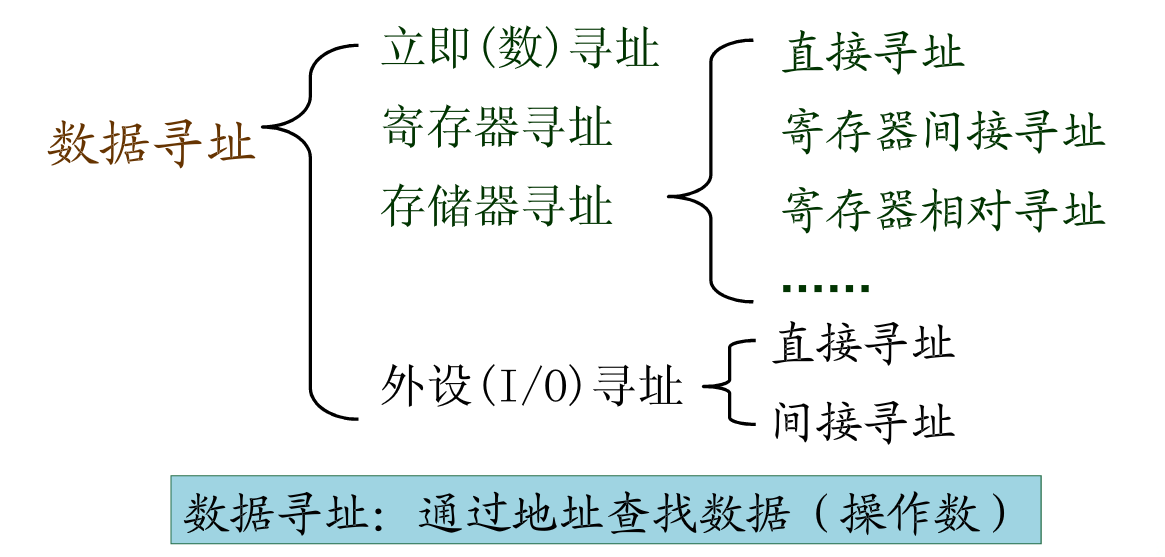 数据寻址
立即(数)寻址
寄存器寻址
存储器寻址
直接寻址
寄存器间接寻址
寄存器相对寻址
......
外设(I/O)寻址
直接寻址
间接寻址
数据寻址：通过地址查找数据（操作数）